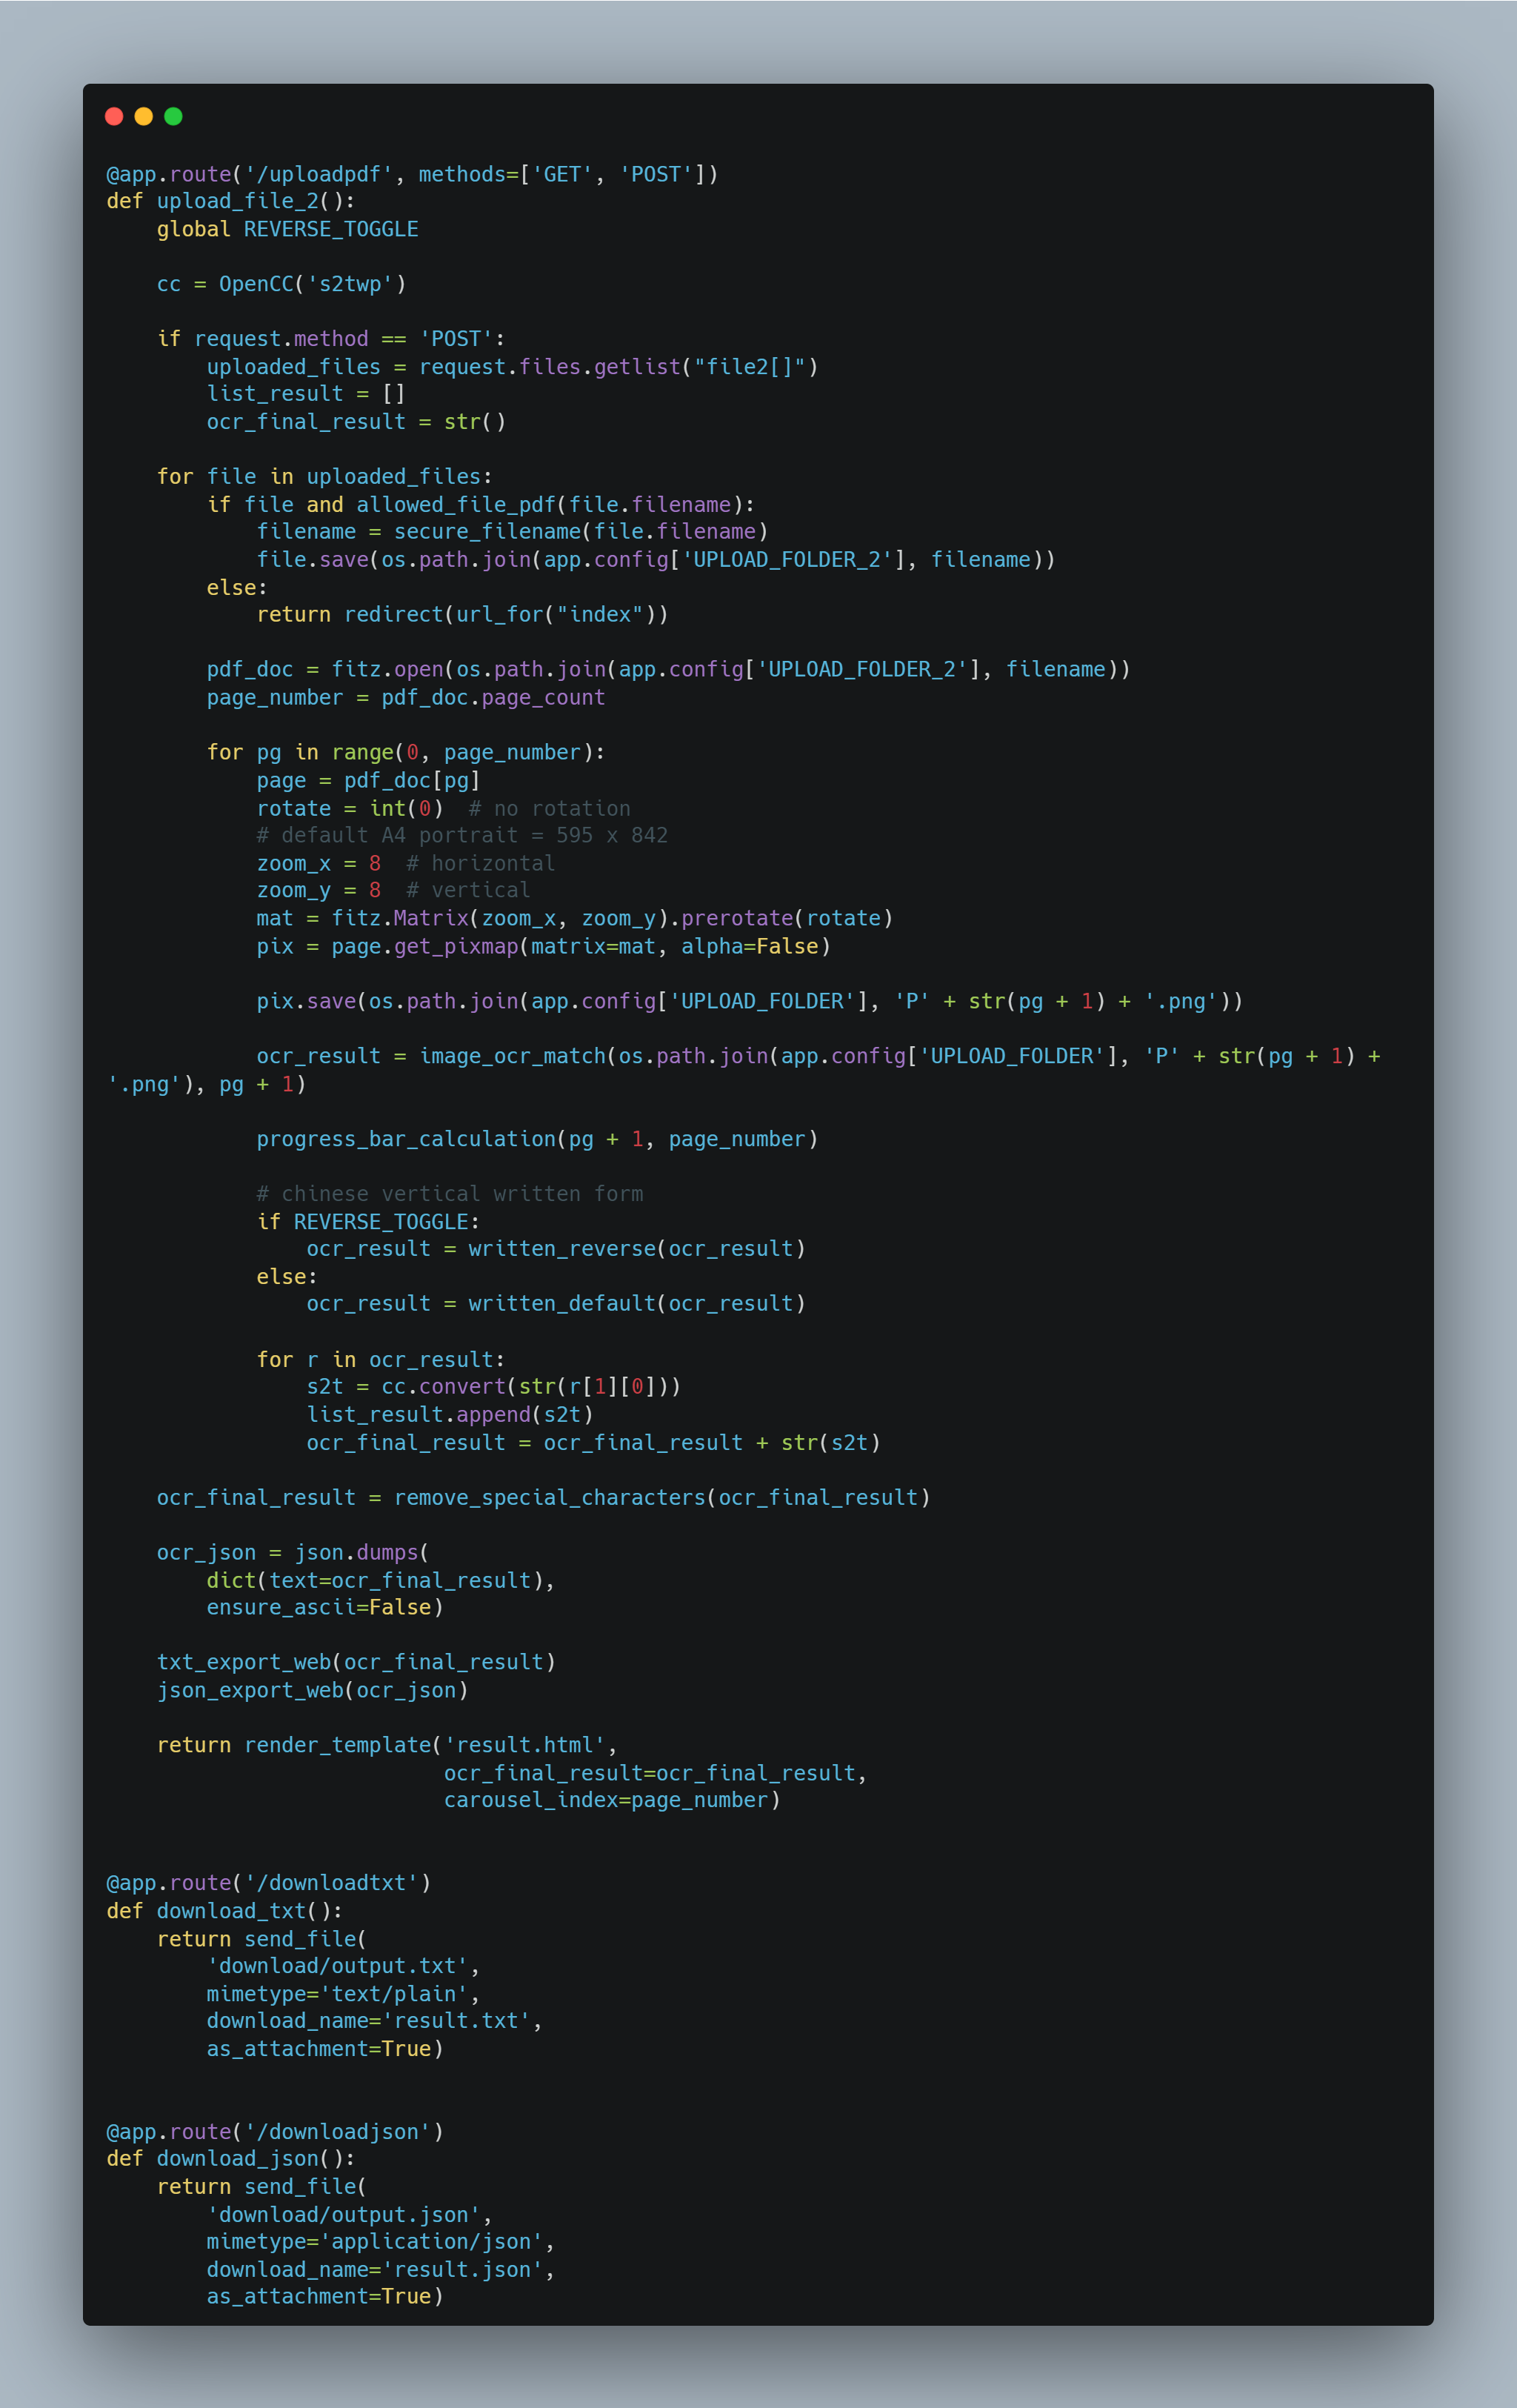 @app.route('/uploadpdf', methods=['GET', 'POST'])
def upload_file_2():
    global REVERSE_TOGGLE

    cc = OpenCC('s2twp')

    if request.method == 'POST':
        uploaded_files = request.files.getlist("file2[]")
        list_result = []
        ocr_final_result = str()

    for file in uploaded_files:
        if file and allowed_file_pdf(file.filename):
            filename = secure_filename(file.filename)
            file.save(os.path.join(app.config['UPLOAD_FOLDER_2'], filename))
        else:
            return redirect(url_for("index"))

        pdf_doc = fitz.open(os.path.join(app.config['UPLOAD_FOLDER_2'], filename))
        page_number = pdf_doc.page_count

        for pg in range(0, page_number):
            page = pdf_doc[pg]
            rotate = int(0)  # no rotation
            # default A4 portrait = 595 x 842
            zoom_x = 8  # horizontal
            zoom_y = 8  # vertical
            mat = fitz.Matrix(zoom_x, zoom_y).prerotate(rotate)
            pix = page.get_pixmap(matrix=mat, alpha=False)

            pix.save(os.path.join(app.config['UPLOAD_FOLDER'], 'P' + str(pg + 1) + '.png'))

            ocr_result = image_ocr_match(os.path.join(app.config['UPLOAD_FOLDER'], 'P' + str(pg + 1) +
'.png'), pg + 1)

            progress_bar_calculation(pg + 1, page_number)

            # chinese vertical written form
            if REVERSE_TOGGLE:
                ocr_result = written_reverse(ocr_result)
            else:
                ocr_result = written_default(ocr_result)

            for r in ocr_result:
                s2t = cc.convert(str(r[1][0]))
                list_result.append(s2t)
                ocr_final_result = ocr_final_result + str(s2t)

    ocr_final_result = remove_special_characters(ocr_final_result)

    ocr_json = json.dumps(
        dict(text=ocr_final_result),
        ensure_ascii=False)

    txt_export_web(ocr_final_result)
    json_export_web(ocr_json)

    return render_template('result.html',
                           ocr_final_result=ocr_final_result,
                           carousel_index=page_number)


@app.route('/downloadtxt')
def download_txt():
    return send_file(
        'download/output.txt',
        mimetype='text/plain',
        download_name='result.txt',
        as_attachment=True)


@app.route('/downloadjson')
def download_json():
    return send_file(
        'download/output.json',
        mimetype='application/json',
        download_name='result.json',
        as_attachment=True)